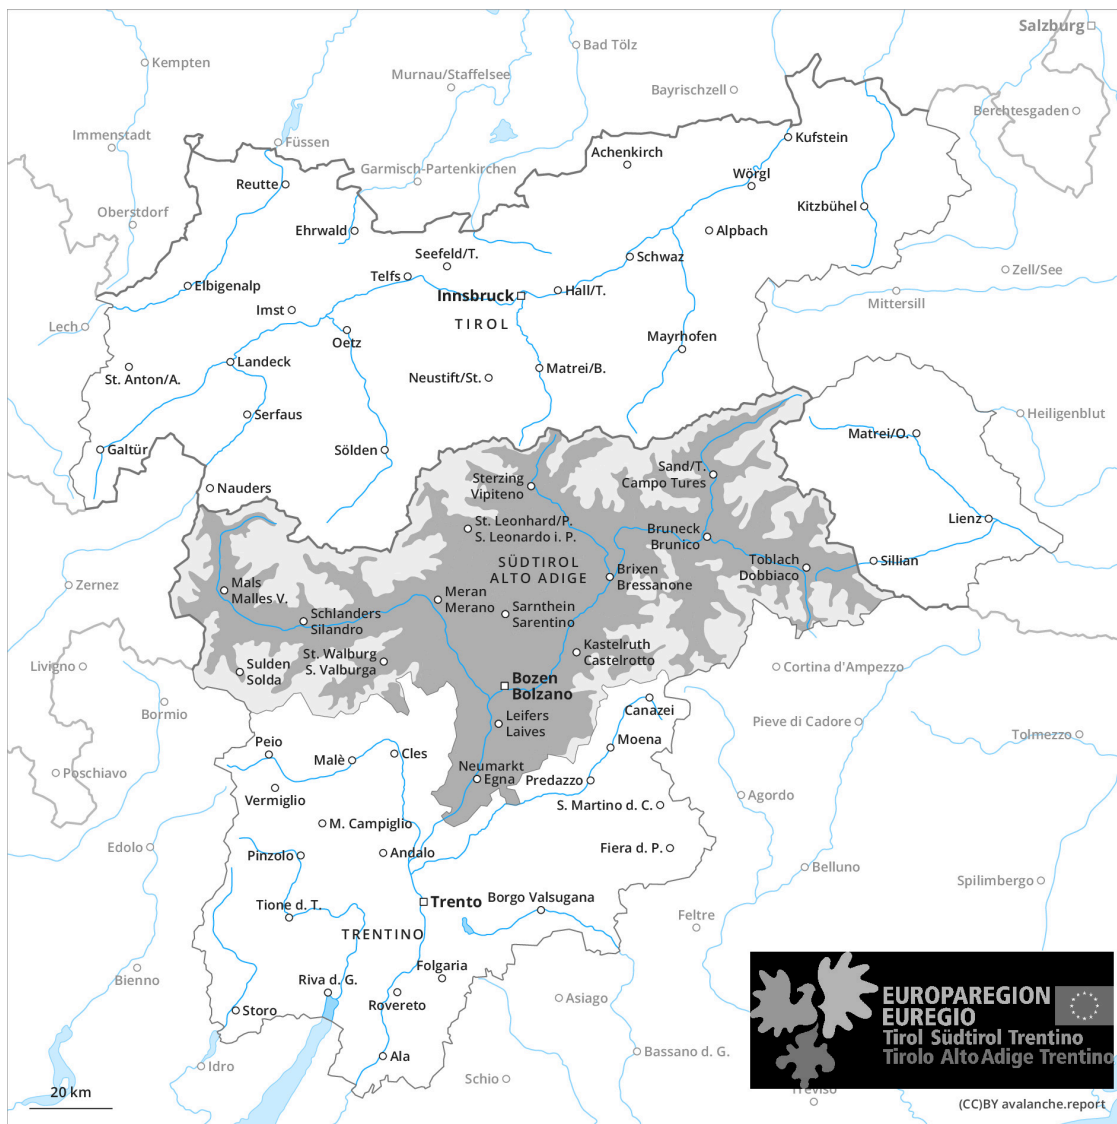 Salzburg
Bad Tölz
Kempten
Murnau/Staffelsee
Bayrischzell
Berchtesgaden
Immenstadt
Füssen
Kufstein
Achenkirch
Garmisch-Partenkirchen
Wörgl
Reutte
Kitzbühel
Oberstdorf
Ehrwald
Alpbach
Seefeld/T.
Schwaz
Zell/See
Telfs
Elbigenalp
Hall/T.
Innsbruck
Mittersill
Imst
TIROL
Lech
Oetz
Mayrhofen
Landeck
Matrei/B.
St. Anton/A.
Neustift/St.
Serfaus
Heiligenblut
Matrei/O.
Galtür
Sölden
Sand/T.
Campo Tures
Sterzing
Vipiteno
Nauders
Lienz
St. Leonhard/P.
S. Leonardo i. P.
Bruneck
Brunico
SÜDTIROL
ALTO ADIGE
Toblach
Dobbiaco
Sillian
Brixen
Bressanone
Zernez
Mals
Malles V.
Meran
Merano
Sarnthein
Sarentino
Schlanders
Silandro
Kastelruth
Castelrotto
St. Walburg
S. Valburga
Livigno
Sulden
Solda
Cortina d'Ampezzo
Bozen
Bolzano
Bormio
Canazei
Leifers
Laives
Pieve di Cadore
Tolmezzo
Peio
Moena
Malè
Cles
Neumarkt
Egna
Poschiavo
Predazzo
Vermiglio
Agordo
S. Martino d. C.
M. Campiglio
Edolo
Pinzolo
Andalo
Fiera d. P.
Belluno
Spilimbergo
Borgo Valsugana
Trento
Tione d. T.
Feltre
TRENTINO
Folgaria
Bienno
Riva d. G.
Rovereto
Asiago
Storo
EUROPAREGION
EUREGIO
Tirol Südtirol Trentino
Tirolo Alto Adige Trentino
Ala
Bassano d. G.
Idro
Schio
20 km
Treviso
(CC)BY avalanche.report